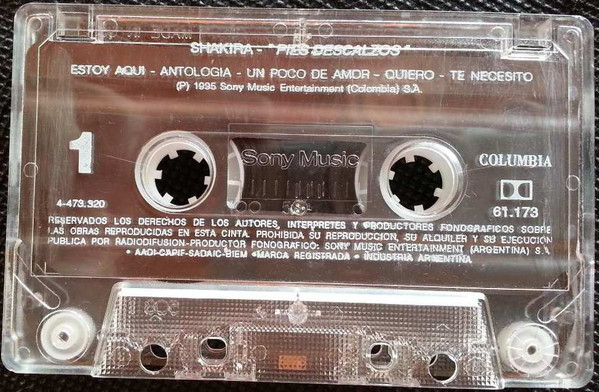 SHAKIRA - "PIES DESCALZOS"
ESTOY AQUI - ANTOLOGIA - UN POCO DE AMOR - QUIERO - TE NECESITO
(P) 1995 Sony Music Entertainment (Colombia) S.A.
1
Sony Music
COLUMBIA
4-473.320
61.173
RESERVADOS LOS DERECHOS DE LOS AUTORES, INTERPRETES Y PRODUCTORES FONOGRAFICOS SOBRE
LAS OBRAS REPRODUCIDAS EN ESTA CINTA. PROHIBIDA SU REPRODUCCION, SU ALQUILER Y SU EJECUCION
PUBLICA POR RADIODIFUSION-PRODUCTOR FONOGRAFICO: SONY MUSIC ENTERTAINMENT (ARGENTINA) S.A.
• AADI-CAPIF-SADAIC-BIEM •MARCA REGISTRADA • INDUSTRIA ARGENTINA